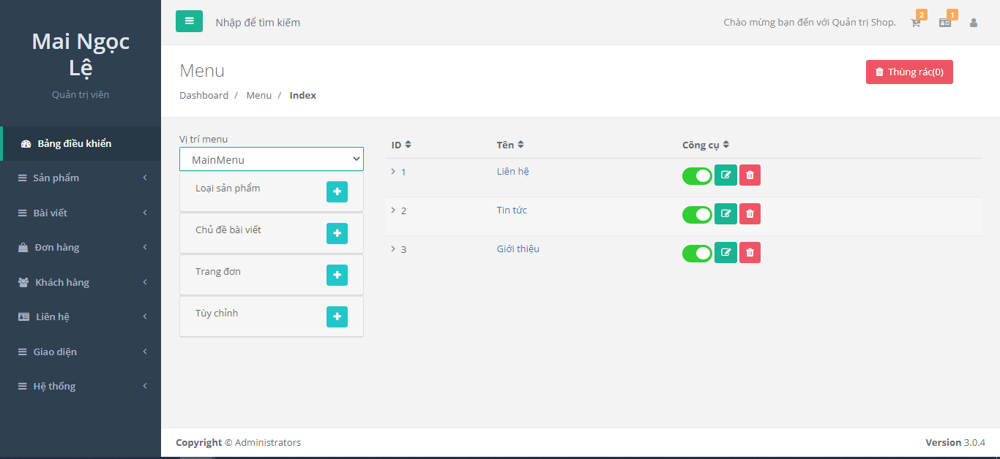 Mai Ngọc
Lệ
Quản trị viên
Bảng điều khiển
Sản phẩm
Bài viết
Đơn hàng
Khách hàng
Liên hệ
Giao diện
Hệ thống
Nhập để tìm kiếm
Chào mừng bạn đến với Quản trị Shop.
2
1
Menu
Thùng rác(0)
Dashboard / Menu / Index
Vị trí menu
MainMenu
Loại sản phẩm
Chủ đề bài viết
Trang đơn
Tùy chỉnh
ID Tên Công cụ
1 Liên hệ
2 Tin tức
3 Giới thiệu
Copyright © Administrators
Version 3.0.4